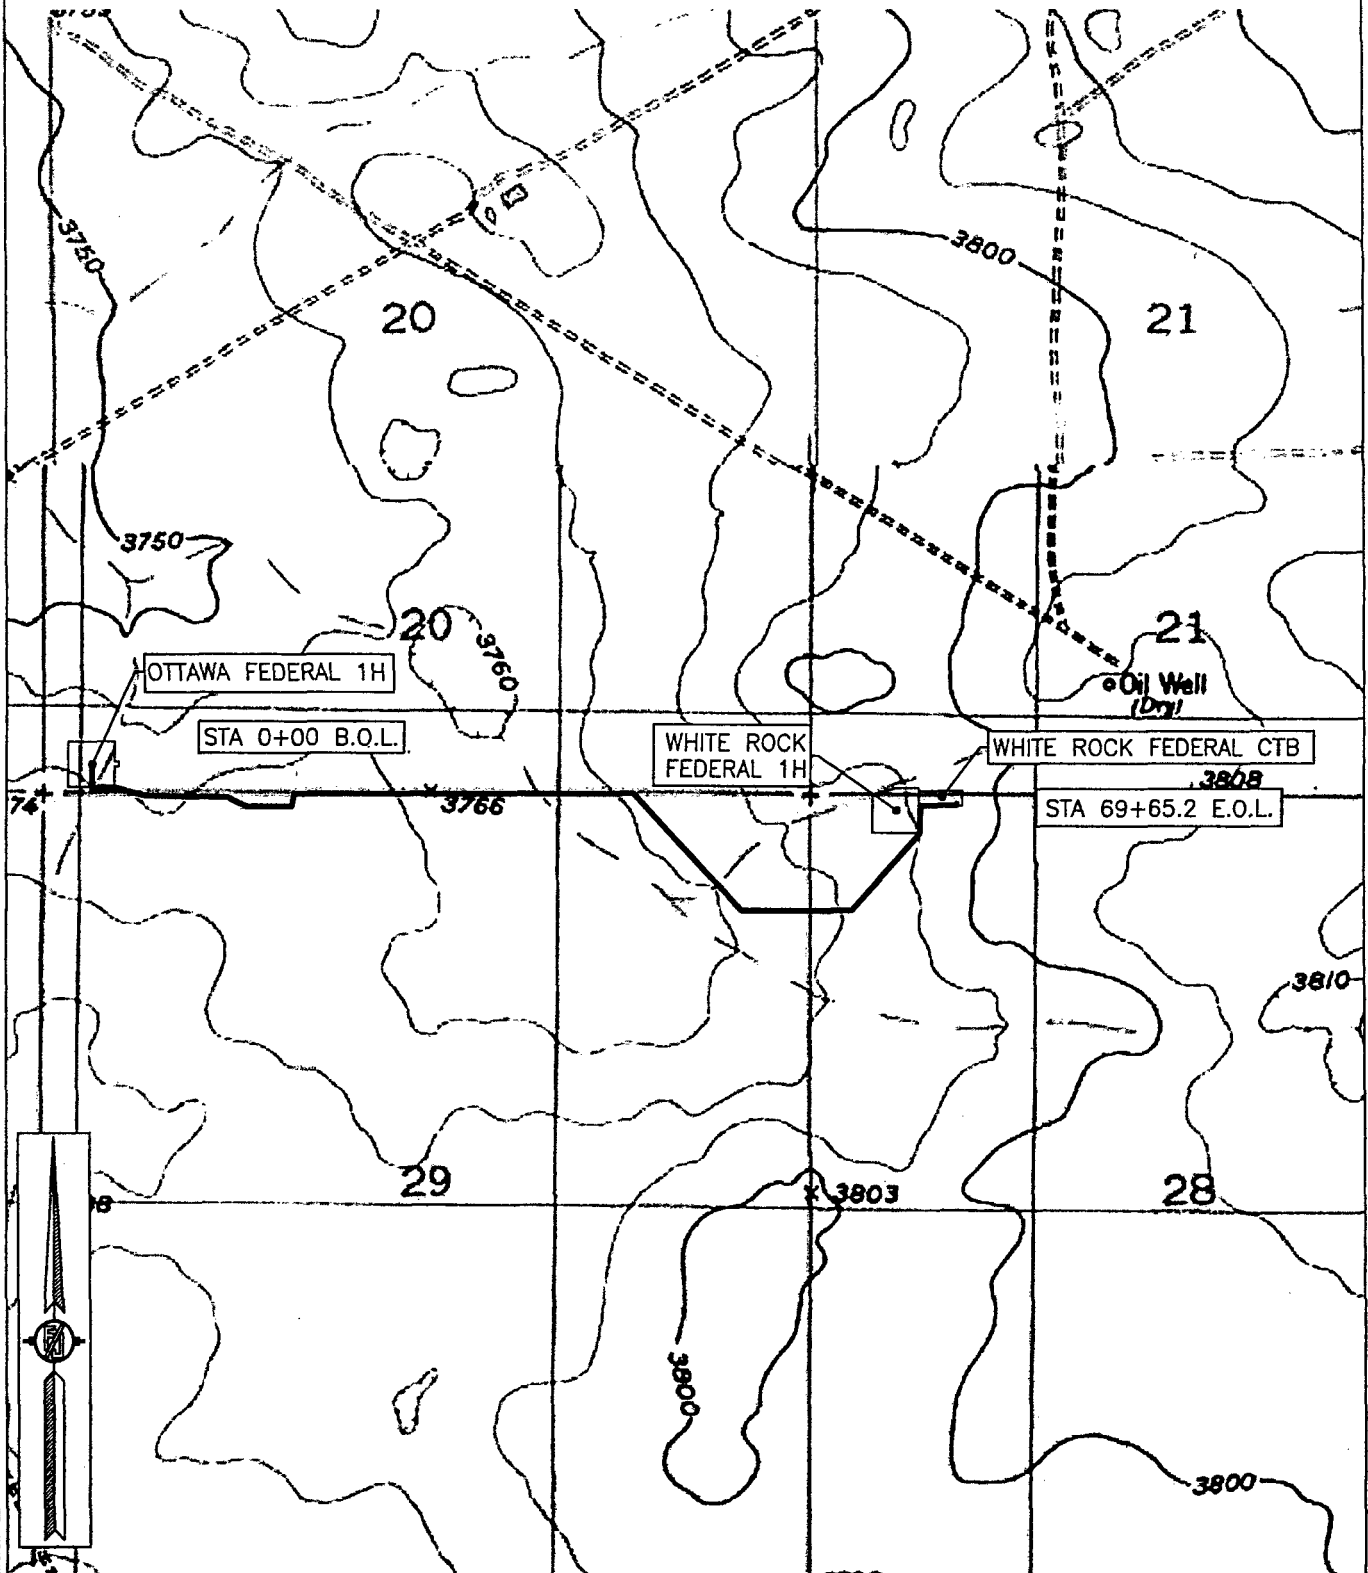 3750
3800
20
21
3750
20
3760
21
OTTAWA FEDERAL 1H
Oil Well
(Dry)
STA 0+00 B.O.L.
WHITE ROCK
FEDERAL 1H
WHITE ROCK FEDERAL CTB
3808
74
3766
STA 69+65.2 E.O.L.
3810
29
3803
28
3800
3800